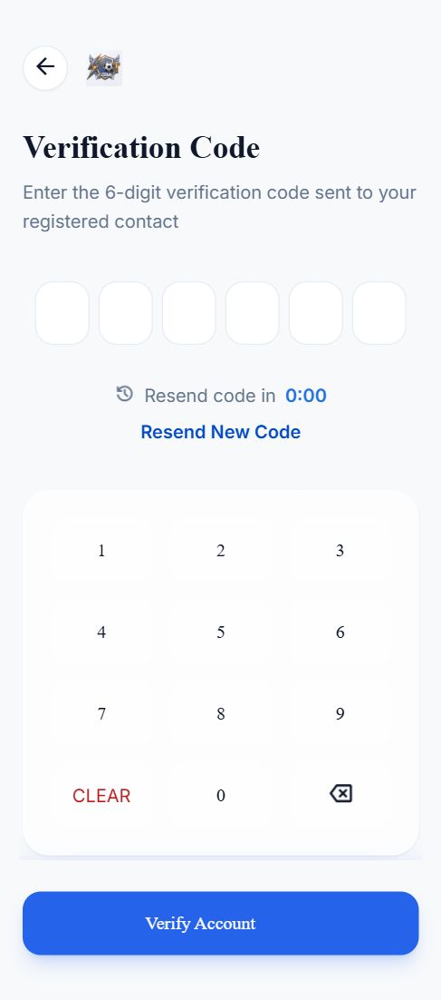 Verification Code
Enter the 6-digit verification code sent to your
registered contact
Resend code in 0:00
Resend New Code
1 2 3
4 5 6
7 8 9
CLEAR 0
Verify Account